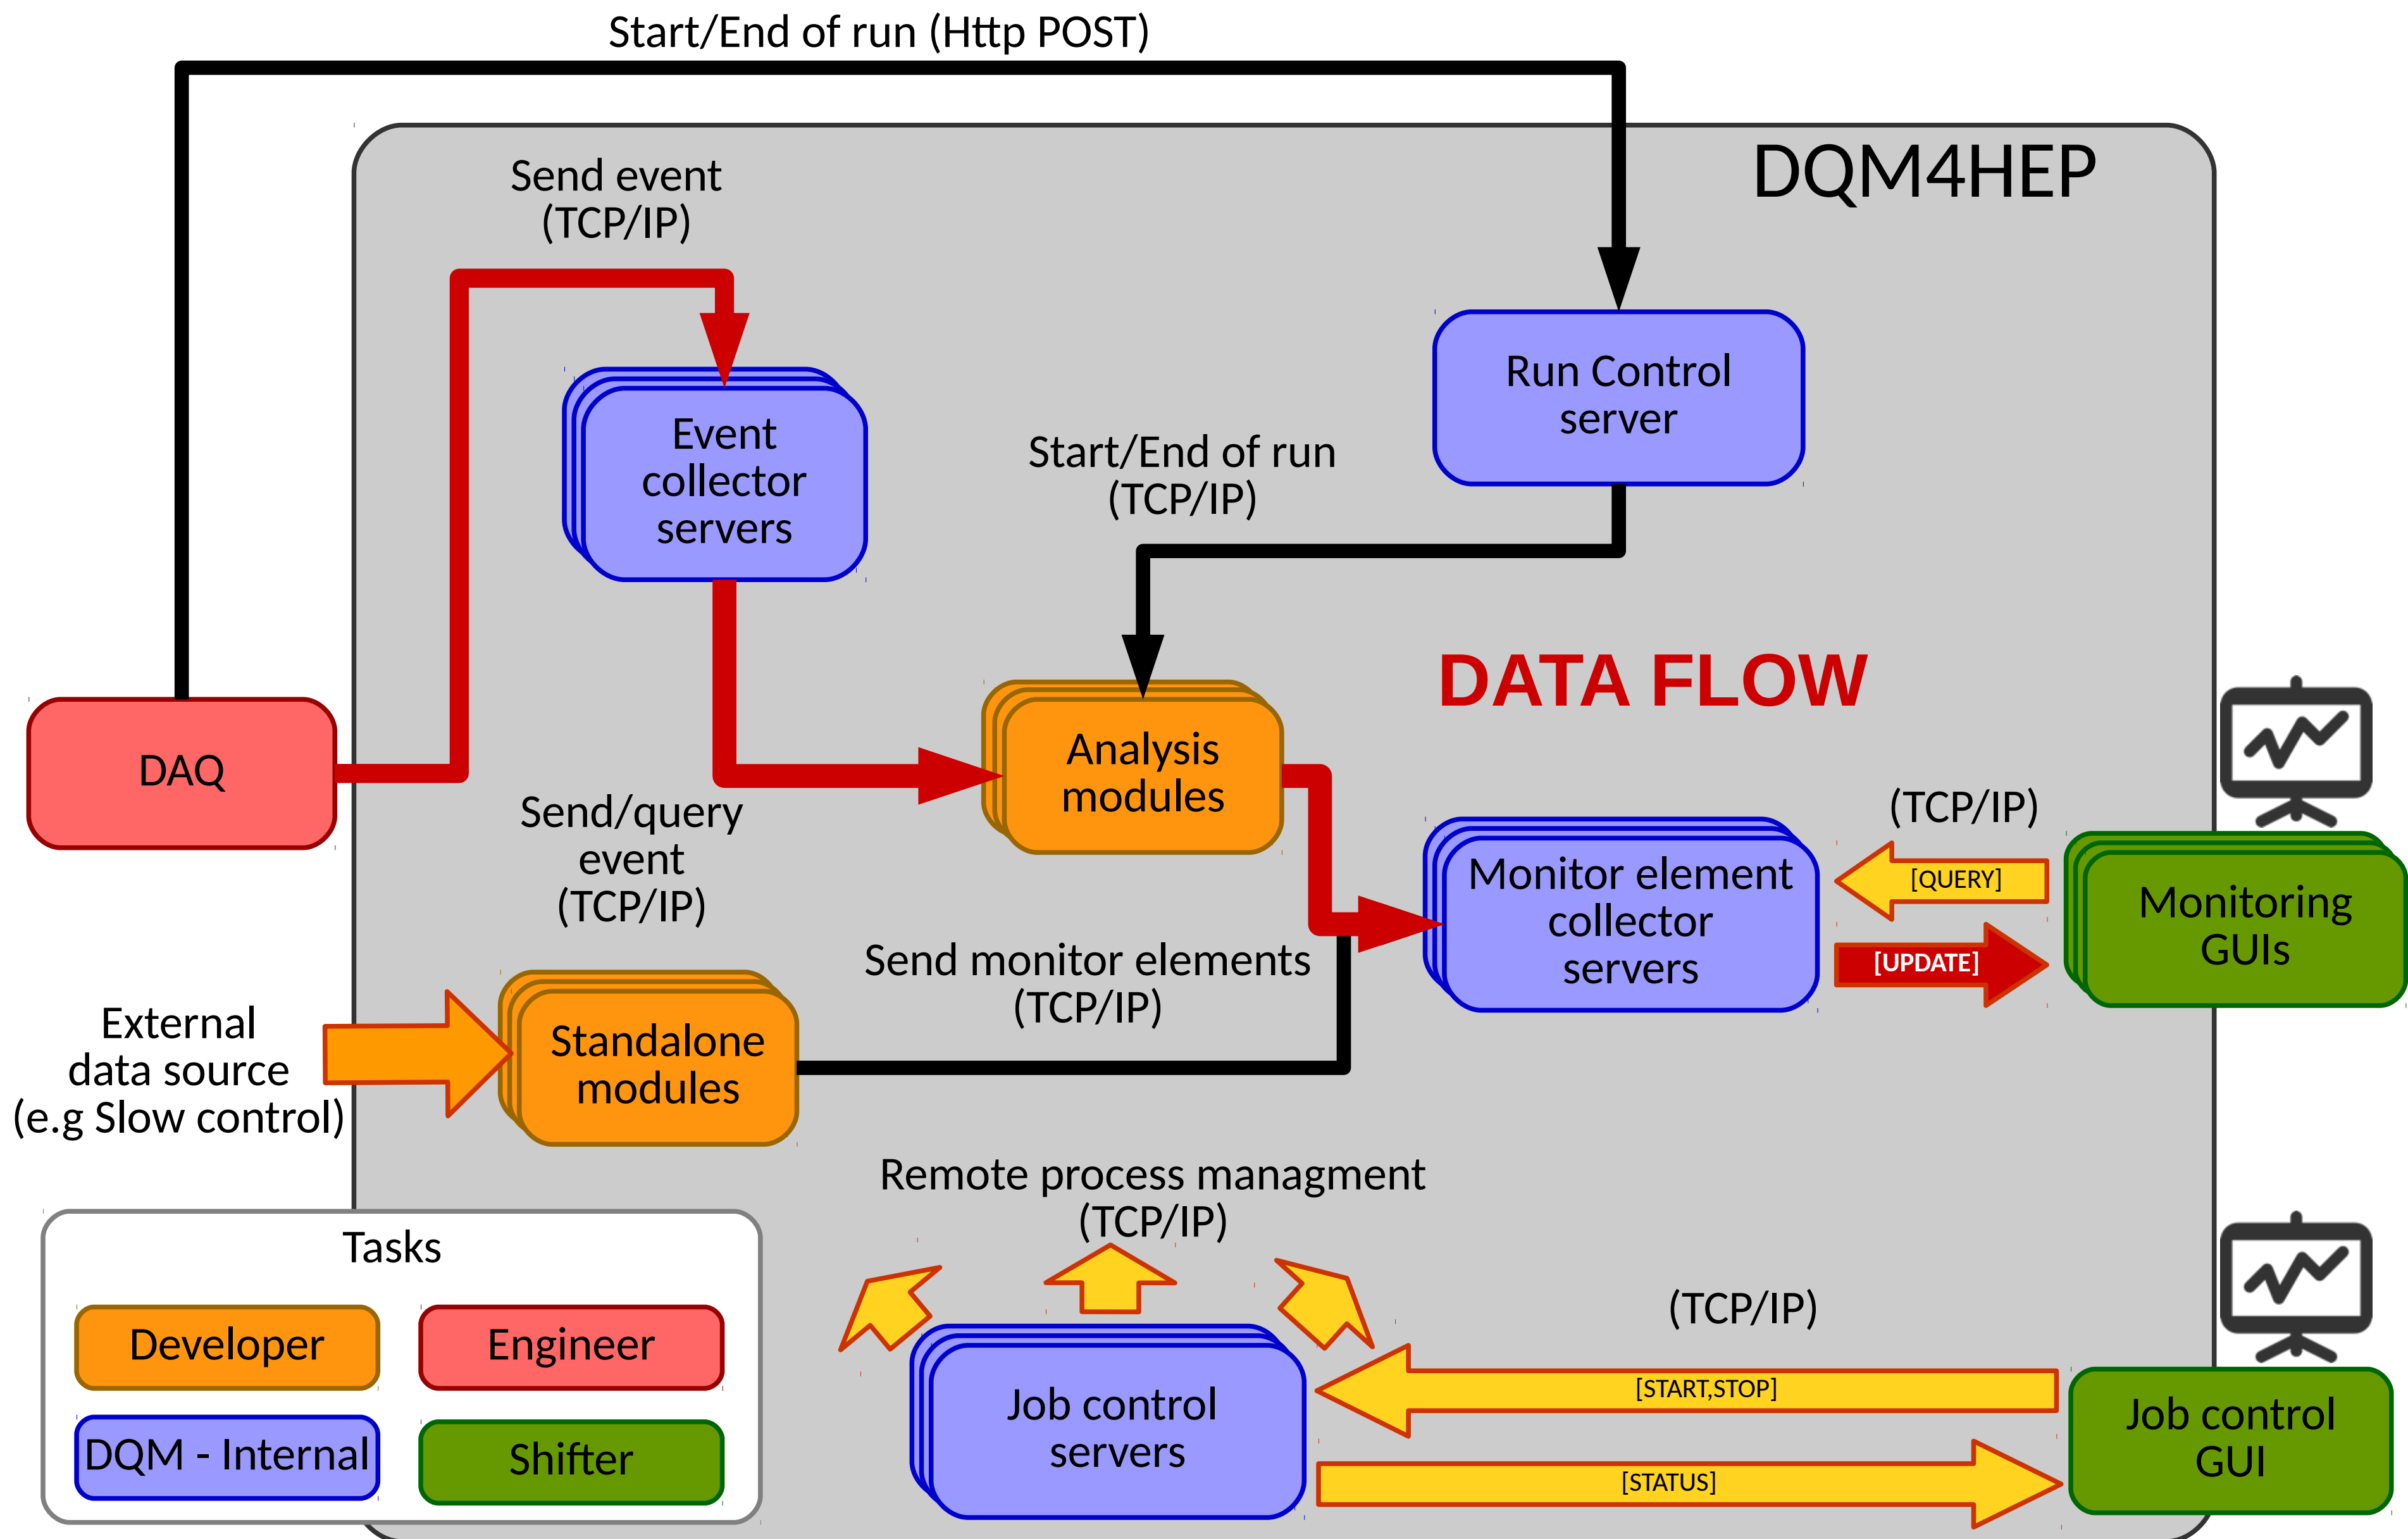 Start/End of run (Http POST)
DQM4HEP
Send event
(TCP/IP)
Run Control
server
Event
collector
servers
Start/End of run
(TCP/IP)
DATA FLOW
DAQ
Analysis
modules
Send/query
event
(TCP/IP)
(TCP/IP)
Monitor element
collector
servers
[QUERY]
[UPDATE]
Monitoring
GUIs
Send monitor elements
(TCP/IP)
External
data source
(e.g Slow control)
Standalone
modules
Remote process managment
(TCP/IP)
Tasks
Developer
Engineer
DQM - Internal
Shifter
(TCP/IP)
Job control
servers
[START,STOP]
[STATUS]
Job control
GUI